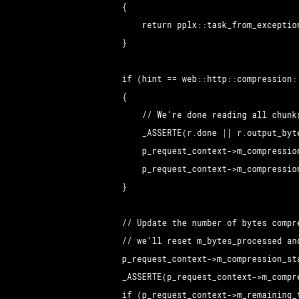 {
return pplx::task_from_exception
}
if (hint == web::http::compression:
{
// We're done reading all chunks
_ASSERTE(r.done || r.output_byte
p_request_context->m_compression
p_request_context->m_compression
}
// Update the number of bytes compre
// we'll reset m_bytes_processed and
p_request_context->m_compression_sta
_ASSERTE(p_request_context->m_compre
if (p_request_context->m_remaining_t